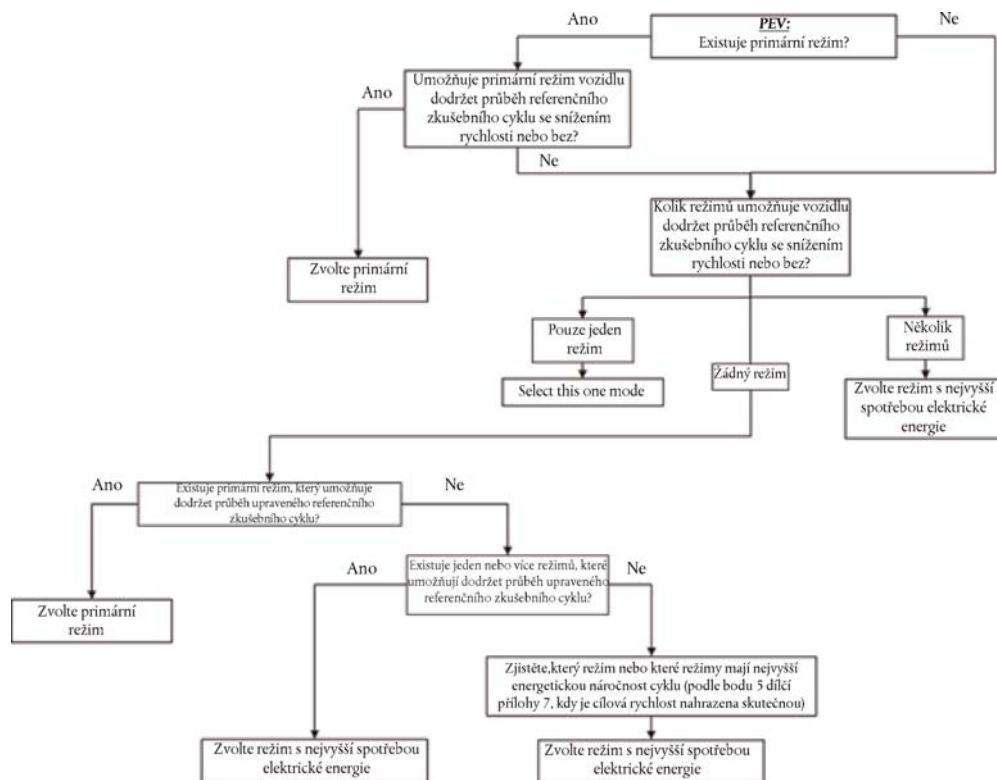 Ano
PEV:
Ne
Existuje primární režim?
Umožňuje primární režim vozidlu
dodržet průběh referenčního
zkušebního cyklu se snížením
rychlosti nebo bez?
Ano
Ne
Kolik režimů umožňuje vozidlu
dodržet průběh referenčního
zkušebního cyklu se snížením
rychlosti nebo bez?
Zvolte primární
režim
Pouze jeden
režim
Žádný režim
Několik
režimů
Select this one mode
Zvolte režim s nejvyšší
spotřebou elektrické
energie
Ano
Existuje primární režim, který umožňuje
dodržet průběh upraveného referenčního
zkušebního cyklu?
Ne
Zvolte primární
režim
Ano
Existuje jeden nebo více režimů, které
umožňují dodržet průběh upraveného
referenčního zkušebního cyklu?
Ne
Zjistěte,který režim nebo které režimy mají nejvyšší
energetickou náročnost cyklu (podle bodu 5 dílčí
přílohy 7, kdy je cílová rychlost nahrazena skutečnou)
Zvolte režim s nejvyšší spotřebou
elektrické energie
Zvolte režim s nejvyšší spotřebou
elektrické energie